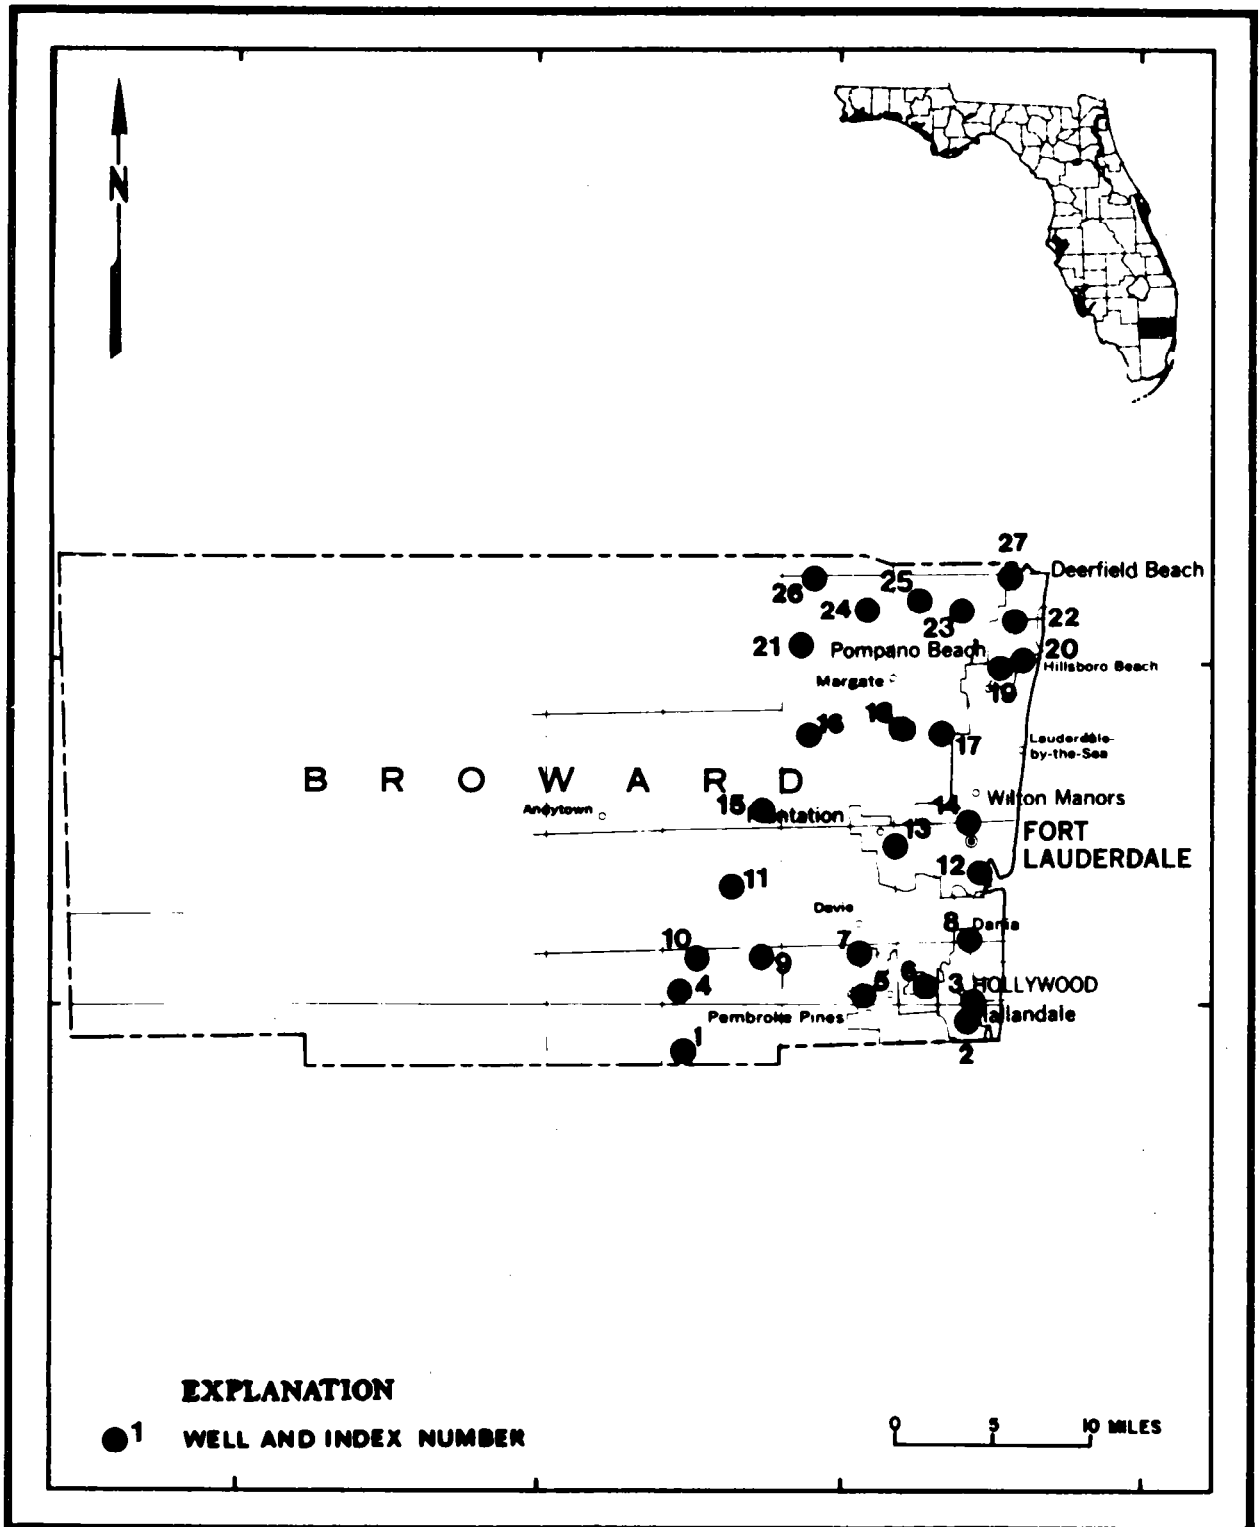 N
27
Deerfield Beach
26
25
24
23
22
21
Pompano Beach
20
Hillsboro Beach
Margate
19
16
18
17
Lauderdale-
by-the-Sea
BROWARD
Andytown
15
Plantation
14
Wilton Manors
13
FORT
LAUDERDALE
12
11
Davie
8
Dania
10
9
7
4
5
6
3
HOLLYWOOD
Pembroke Pines
Hallandale
1
2
EXPLANATION
1 WELL AND INDEX NUMBER
0 5 10 MILES